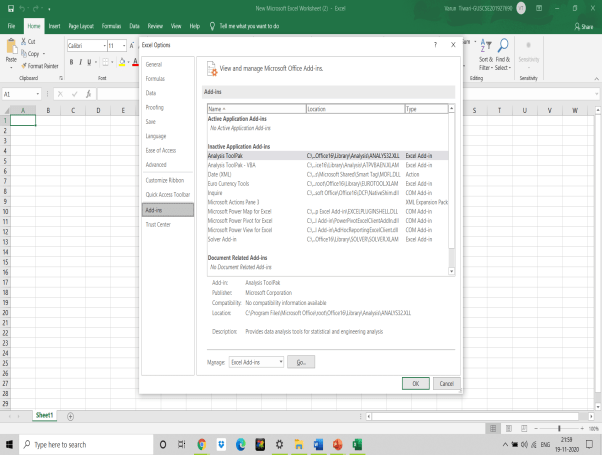 New Microsoft Excel Worksheet (2) - Excel
Varun Tiwari-GUSCSE201927690
File Home Insert Page Layout Formulas Data Review View Help Tell me what you want to do
Share
Cut
Copy
Format Painter
Paste
Clipboard
Calibri 11
B I U
Font
Sort & Find &
Filter Select
Editing
Sensitivity
Sensitivity
A1
fx
A B C D E S T U V W
1
2
3
4
5
6
7
8
9
10
11
12
13
14
15
16
17
18
19
20
21
22
23
24
25
26
27
28
29
Excel Options
? X
General
Formulas
Data
Proofing
Save
Language
Ease of Access
Advanced
Customize Ribbon
Quick Access Toolbar
Add-ins
Trust Center
View and manage Microsoft Office Add-ins.
Add-ins
Name Location Type
Active Application Add-ins
No Active Application Add-ins
Inactive Application Add-ins
Analysis ToolPak C:\...Office16\Library\Analysis\ANALYS32.XLL Excel Add-in
Analysis ToolPak - VBA C:\...ce16\Library\Analysis\ATPVBAEN.XLAM Excel Add-in
Date (XML) C:\...s\Microsoft Shared\Smart Tag\MOFL.DLL Action
Euro Currency Tools C:\...root\Office16\Library\EUROTOOL.XLAM Excel Add-in
Inquire C:\...soft Office\Office16\DCF\NativeShim.dll COM Add-in
Microsoft Actions Pane 3 XML Expansion Pack
Microsoft Power Map for Excel C:\...p Excel Add-in\EXCELPLUGINSHELL.DLL COM Add-in
Microsoft Power Pivot for Excel C:\...l Add-in\PowerPivotExcelClientAddIn.dll COM Add-in
Microsoft Power View for Excel C:\...l Add-in\AdHocReportingExcelClient.dll COM Add-in
Solver Add-in C:\...Office16\Library\SOLVER\SOLVER.XLAM Excel Add-in
Document Related Add-ins
No Document Related Add-ins
Add-in: Analysis ToolPak
Publisher: Microsoft Corporation
Compatibility: No compatibility information available
Location: C:\Program Files\Microsoft Office\root\Office16\Library\Analysis\ANALYS32.XLL
Description: Provides data analysis tools for statistical and engineering analysis
Manage: Excel Add-ins Go...
OK Cancel
Sheet1
100%
Type here to search
ENG
21:59
19-11-2020